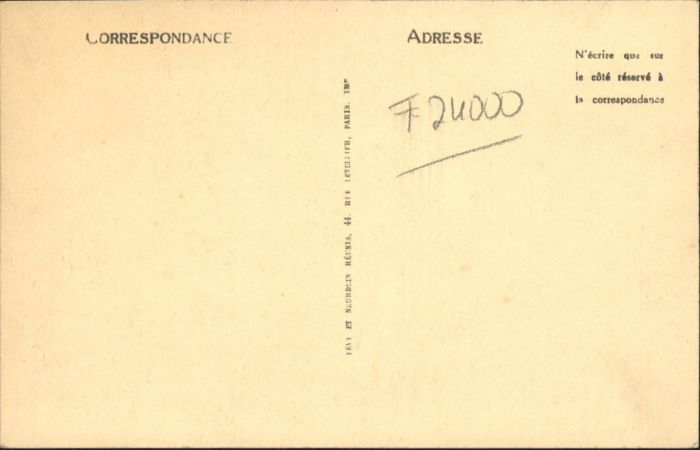 CORRESPONDANCE
ADRESSE
N'écrire que sur
le côté réservé à
la correspondance
F 24000
LEVY ET NEURDEIN RÉUNIS, 44, RUE LETELLIER, PARIS. IMP